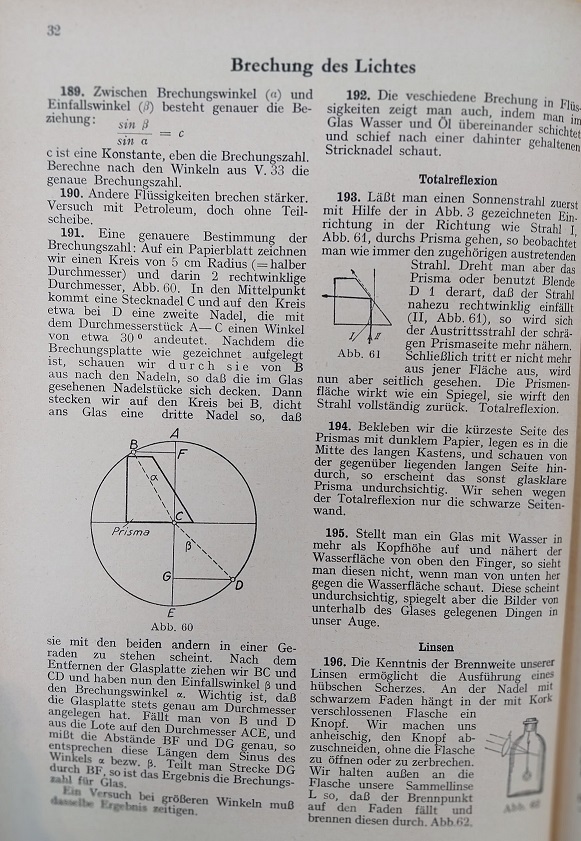 32
Brechung des Lichtes
189. Zwischen Brechungswinkel (α) und
Einfallswinkel (β) besteht genauer die Be-
ziehung: sin β / sin α = c
c ist eine Konstante, eben die Brechungszahl.
Berechne nach den Winkeln aus V. 33 die
genaue Brechungszahl.
190. Andere Flüssigkeiten brechen stärker.
Versuch mit Petroleum, doch ohne Teil-
scheibe.
191. Eine genauere Bestimmung der
Brechungszahl: Auf ein Papierblatt zeichnen
wir einen Kreis von 5 cm Radius (= halber
Durchmesser) und darin 2 rechtwinklige
Durchmesser, Abb. 60. In den Mittelpunkt
kommt eine Stecknadel C und auf den Kreis
etwa bei D eine zweite Nadel, die mit
dem Durchmesserstück A—C einen Winkel
von etwa 30° andeutet. Nachdem die
Brechungsplatte wie gezeichnet aufgelegt
ist, schauen wir durch sie von B
aus nach den Nadeln, so daß die im Glas
gesehenen Nadelstücke sich decken. Dann
stecken wir auf den Kreis bei B, dicht
ans Glas eine dritte Nadel so, daß
A
B
F
α
C
Prisma
β
G
D
E
Abb. 60
sie mit den beiden andern in einer Ge-
raden zu stehen scheint. Nach dem
Entfernen der Glasplatte ziehen wir BC und
CD und haben nun den Einfallswinkel β und
den Brechungswinkel α. Wichtig ist, daß
die Glasplatte stets genau am Durchmesser
angelegen hat. Fällt man von B und D
aus die Lote auf den Durchmesser ACE, und
mißt die Abstände BF und DG genau, so
entsprechen diese Längen dem Sinus des
Winkels α bezw. β. Teilt man Strecke DG
durch BF, so ist das Ergebnis die Brechungs-
zahl für Glas.
Ein Versuch bei größeren Winkeln muß
dasselbe Ergebnis zeitigen.
192. Die veschiedene Brechung in Flüs-
sigkeiten zeigt man auch, indem man im
Glas Wasser und Öl übereinander schichtet
und schief nach einer dahinter gehaltenen
Stricknadel schaut.
Totalreflexion
193. Läßt man einen Sonnenstrahl zuerst
mit Hilfe der in Abb. 3 gezeichneten Ein-
richtung in der Richtung wie Strahl I,
Abb. 61, durchs Prisma gehen, so beobachtet
man wie immer den zugehörigen austretenden
Strahl. Dreht man aber das
Prisma oder benutzt Blende
D 1 derart, daß der Strahl
nahezu rechtwinklig einfällt
(II, Abb. 61), so wird sich
der Austrittsstrahl der schrä-
gen Prismaseite mehr nähern.
Schließlich tritt er nicht mehr
aus jener Fläche aus, wird
I
II
Abb. 61
nun aber seitlich gesehen. Die Prismen-
fläche wirkt wie ein Spiegel, sie wirft den
Strahl vollständig zurück. Totalreflexion.
194. Bekleben wir die kürzeste Seite des
Prismas mit dunklem Papier, legen es in die
Mitte des langen Kastens, und schauen von
der gegenüber liegenden langen Seite hin-
durch, so erscheint das sonst glasklare
Prisma undurchsichtig. Wir sehen wegen
der Totalreflexion nur die schwarze Seiten-
wand.
195. Stellt man ein Glas mit Wasser in
mehr als Kopfhöhe auf und nähert der
Wasserfläche von oben den Finger, so sieht
man diesen nicht, wenn man von unten her
gegen die Wasserfläche schaut. Diese scheint
undurchsichtig, spiegelt aber die Bilder von
unterhalb des Glases gelegenen Dingen in
unser Auge.
Linsen
196. Die Kenntnis der Brennweite unserer
Linsen ermöglicht die Ausführung eines
hübschen Scherzes. An der Nadel mit
schwarzem Faden hängt in der mit Kork
verschlossenen Flasche ein
Knopf. Wir machen uns
anheischig, den Knopf ab-
zuschneiden, ohne die Flasche
zu öffnen oder zu zerbrechen.
Wir halten außen an die
Flasche unsere Sammellinse
L so, daß der Brennpunkt
auf den Faden fällt und
brennen diesen durch. Abb.62.
Abb. 62